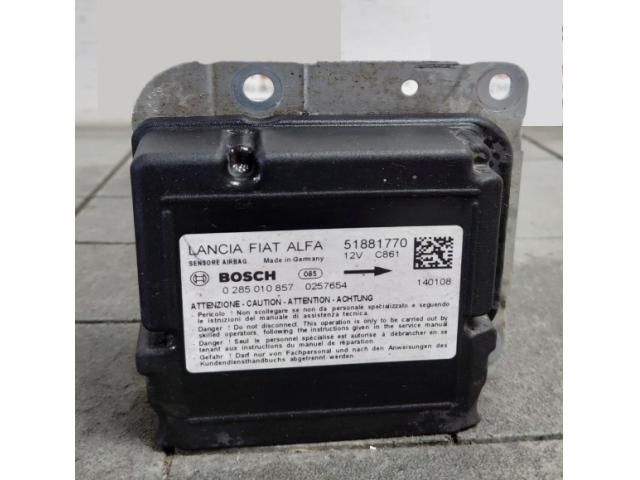 LANCIA FIAT ALFA 51881770
SENSORE AIRBAG Made in Germany 12V C861
BOSCH 085
0 285 010 857 0257654 140108
ATTENZIONE - CAUTION - ATTENTION - ACHTUNG
Pericolo ! Non scollegare se non da personale specializzato e seguendo
le istruzioni del manuale di assistenza tecnica.
Danger ! Do not disconnect. This operation is only to be carried out by
skilled operators, following the instructions given in the service manual
Danger ! Seul le personnel spécialisé est autorisé à débrancher en se
tenant aux instructions du manuel de réparation.
Gefahr ! Darf nur von Fachpersonal und nach den Anweisungen des
Kundendiensthandbuchs abgetrennt werden.